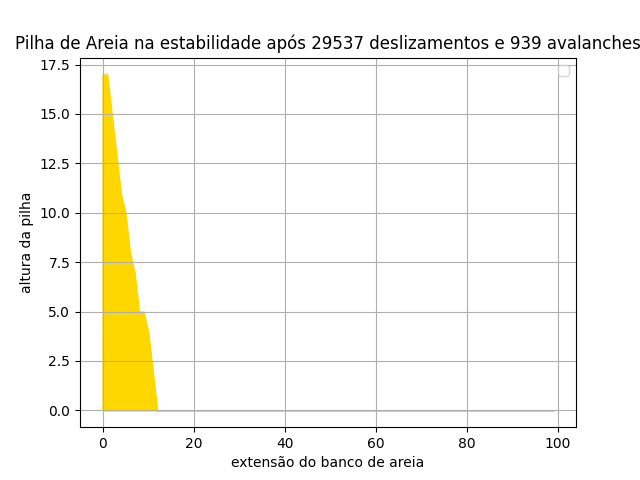 Pilha de Areia na estabilidade após 29537 deslizamentos e 939 avalanches
17.5
15.0
12.5
10.0
7.5
5.0
2.5
0.0
altura da pilha
0 20 40 60 80 100
extensão do banco de areia